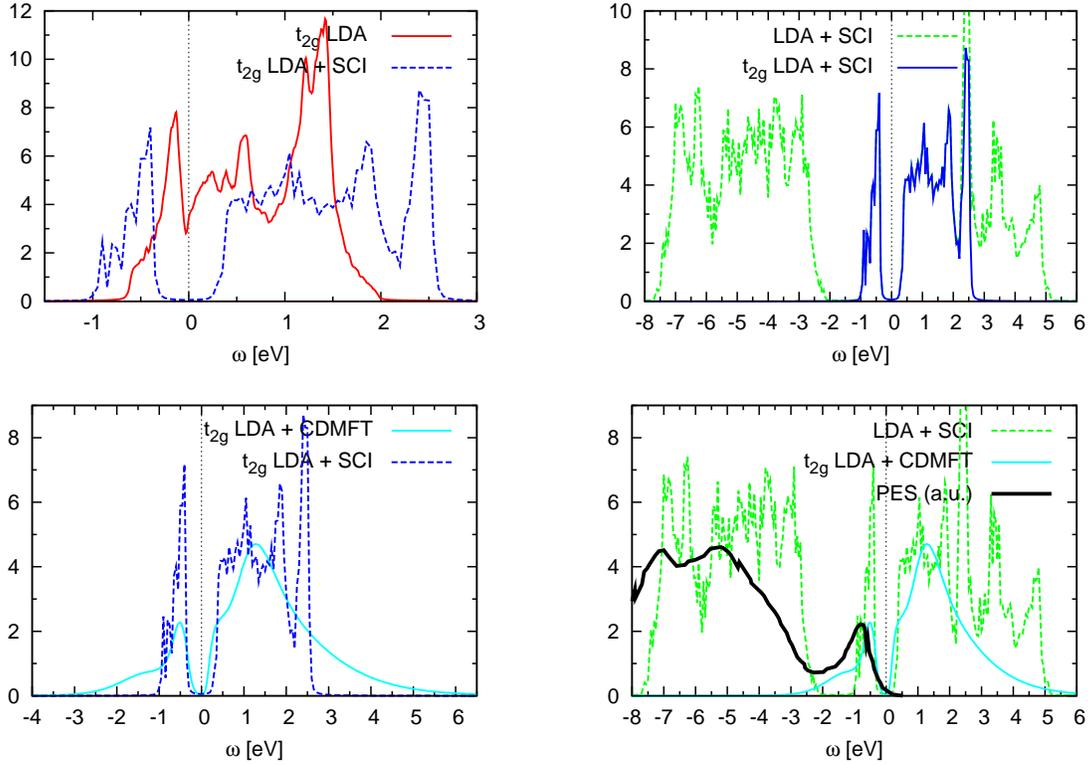 12
10
8
6
4
2
0
t2g LDA
t2g LDA + SCI
-1 0 1 2 3
ω [eV]
10
8
6
4
2
0
LDA + SCI
t2g LDA + SCI
-8 -7 -6 -5 -4 -3 -2 -1 0 1 2 3 4 5 6
ω [eV]
8
6
4
2
0
t2g LDA + CDMFT
t2g LDA + SCI
-4 -3 -2 -1 0 1 2 3 4 5 6
ω [eV]
8
6
4
2
0
LDA + SCI
t2g LDA + CDMFT
PES (a.u.)
-8 -7 -6 -5 -4 -3 -2 -1 0 1 2 3 4 5 6
ω [eV]